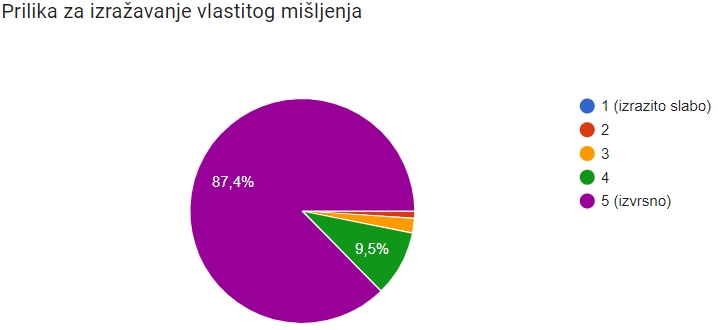 Prilika za izražavanje vlastitog mišljenja
87,4%
9,5%
1 (izrazito slabo)
2
3
4
5 (izvrsno)